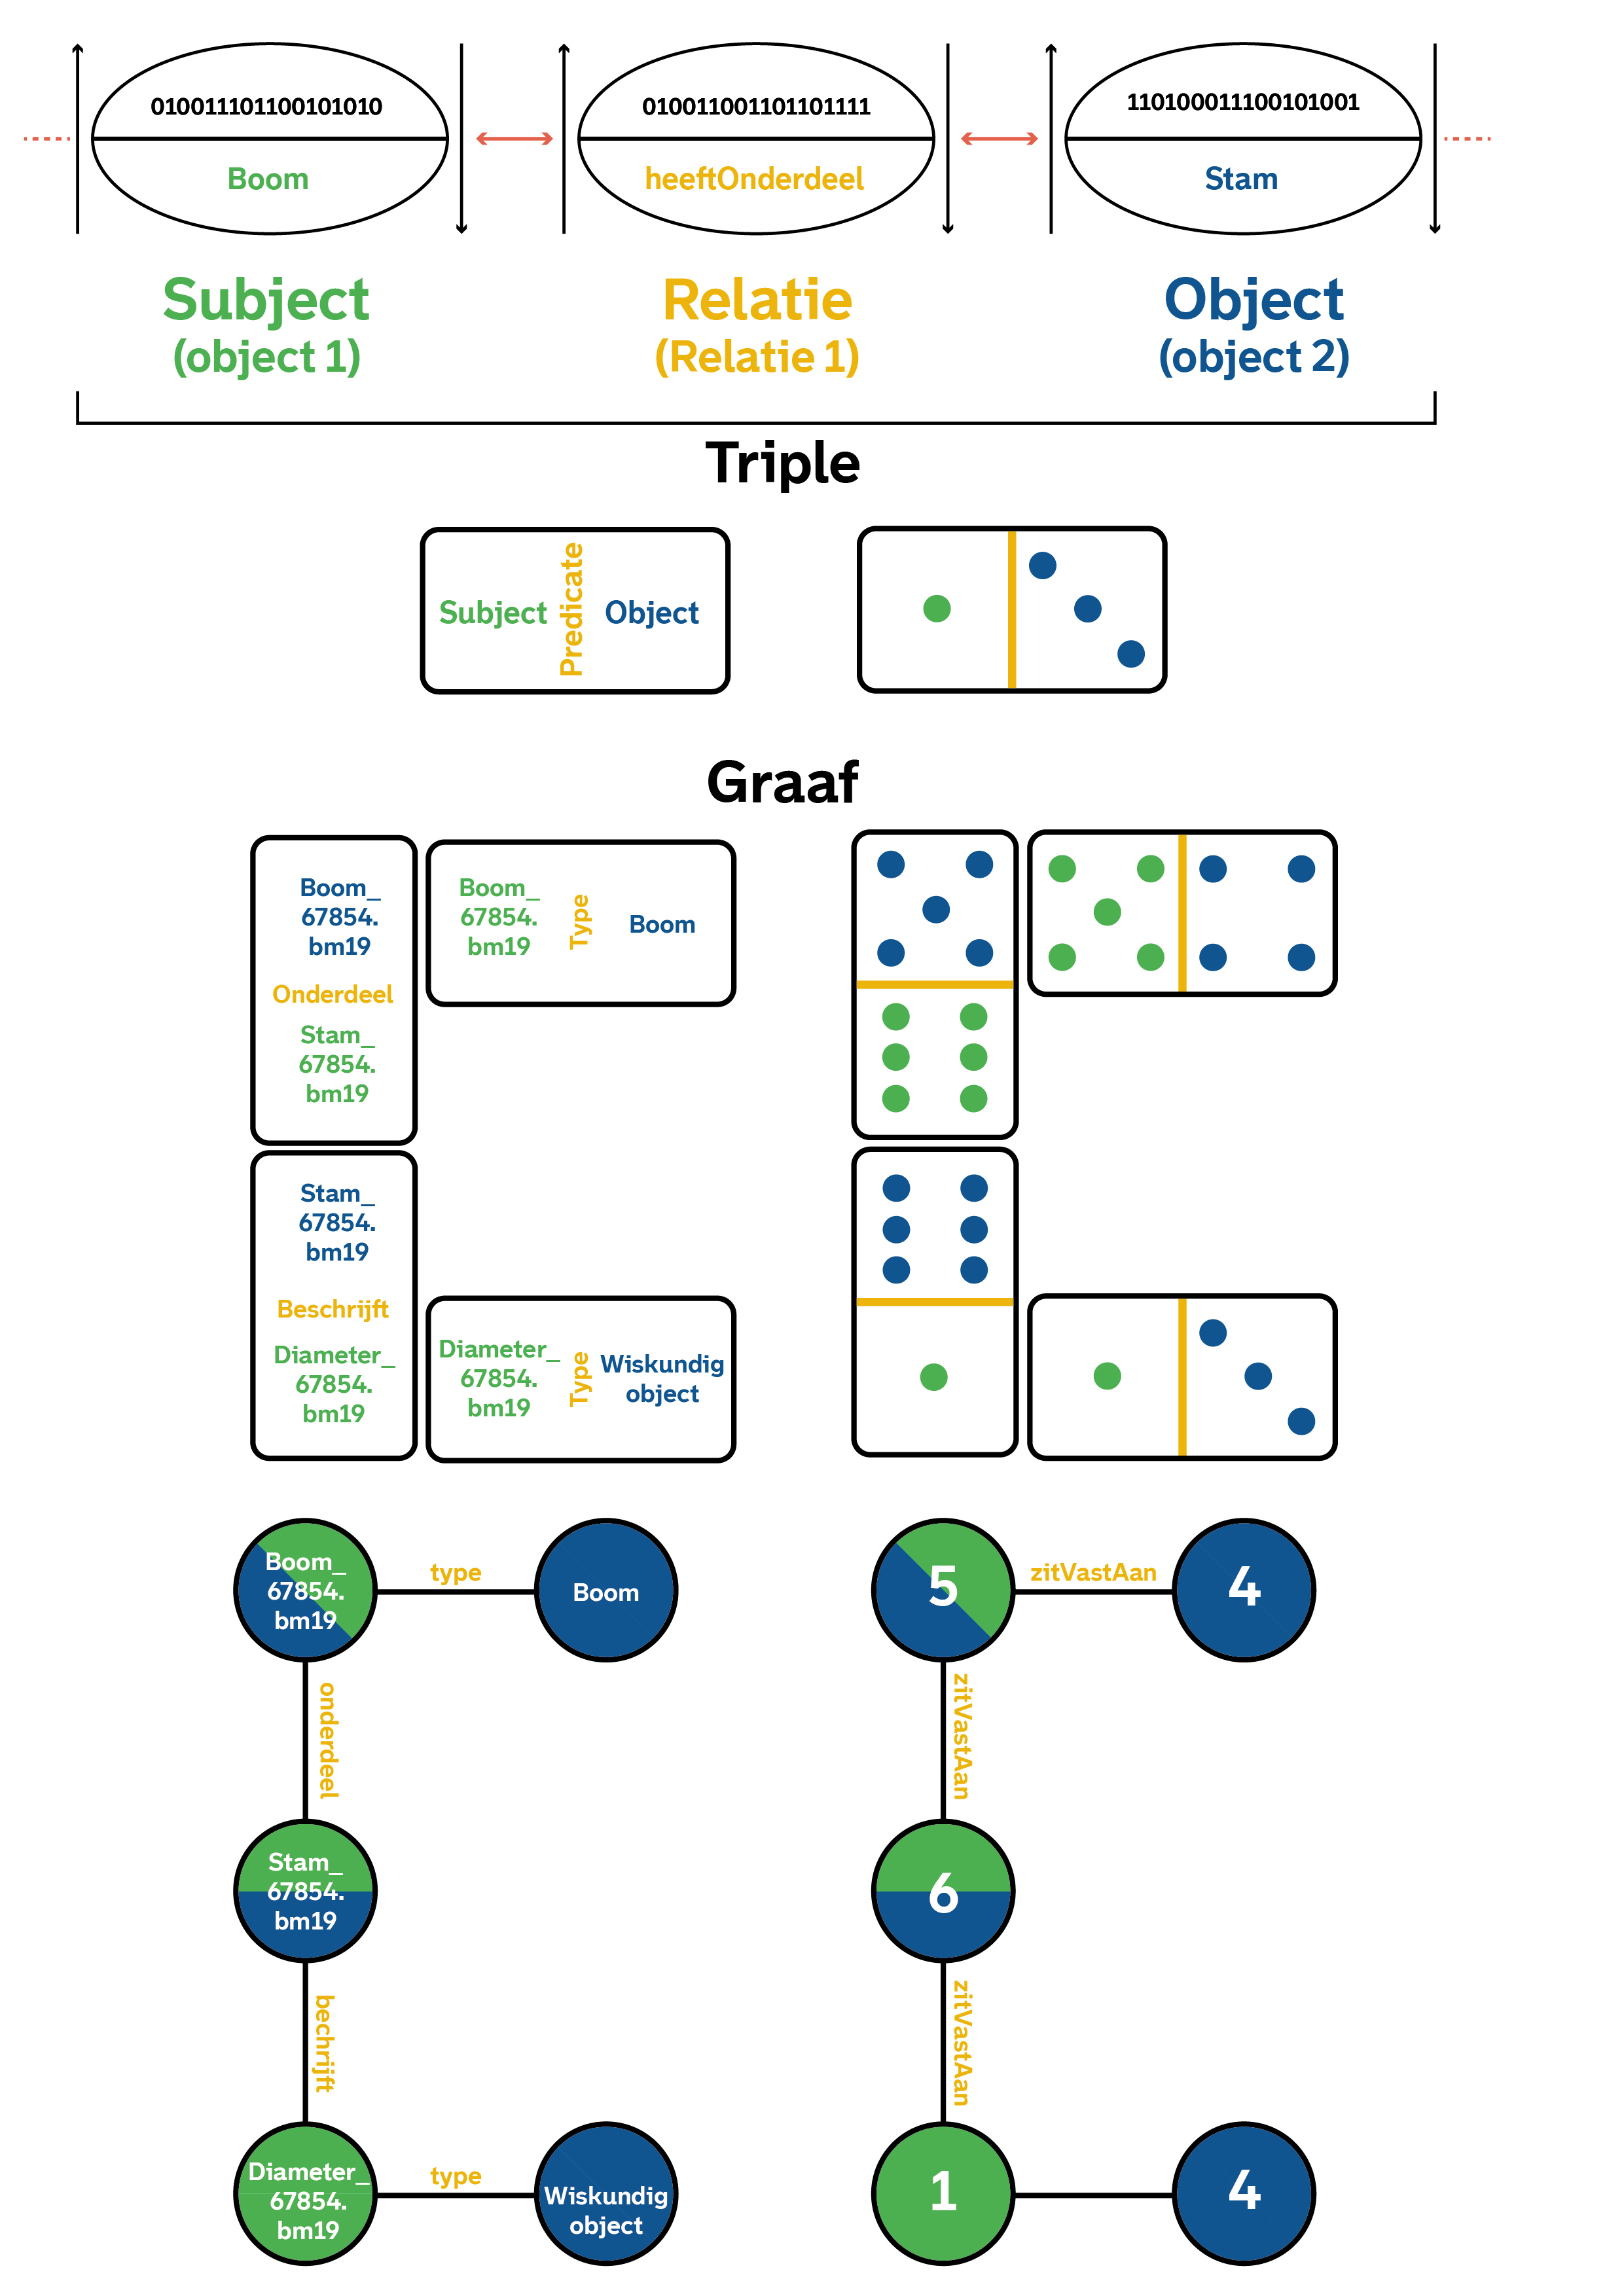 010011101100101010
010011001101101111
110100011100101001
Boom
heeftOnderdeel
Stam
Subject
(object 1)
Relatie
(Relatie 1)
Object
(object 2)
Triple
Subject
Predicate
Object
Graaf
Boom_
67854.
bm19
Onderdeel
Stam_
67854.
bm19
Boom_
67854.
bm19
Type
Boom
Stam_
67854.
bm19
Beschrijft
Diameter_
67854.
bm19
Diameter_
67854.
bm19
Type
Wiskundig
object
Boom_
67854.
bm19
type
Boom
onderdeel
Stam_
67854.
bm19
bechrijft
Diameter_
67854.
bm19
type
Wiskundig
object
5
zitVastAan
4
zitVastAan
6
zitVastAan
1
4